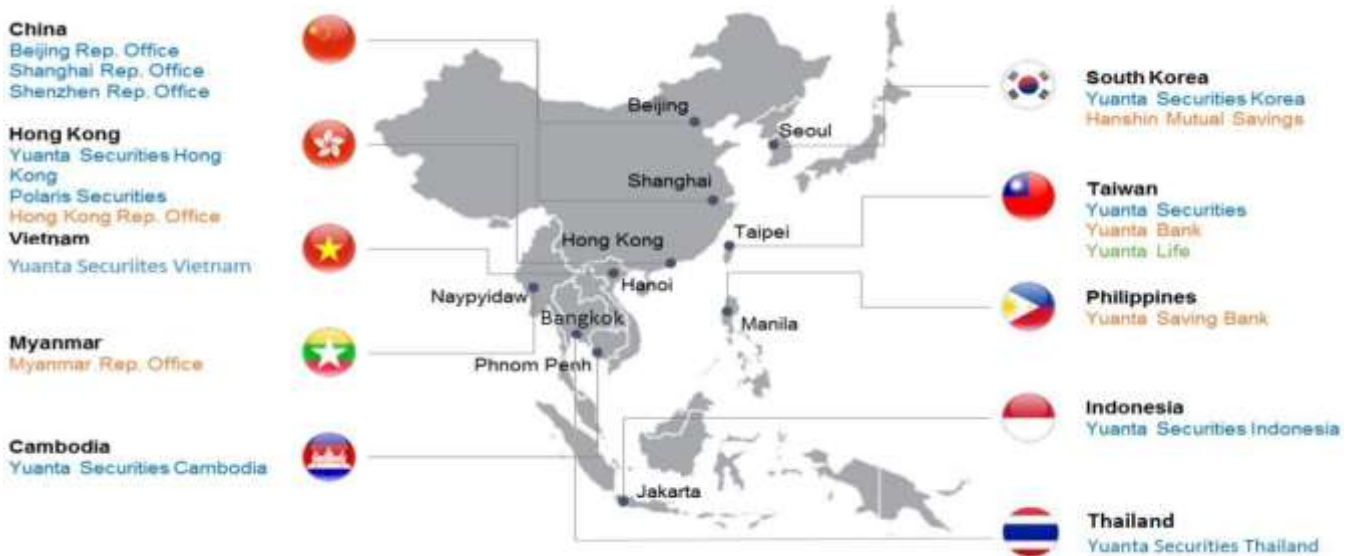 China
Beijing Rep. Office
Shanghai Rep. Office
Shenzhen Rep. Office
Hong Kong
Yuanta Securities Hong
Kong
Polaris Securities
Hong Kong Rep. Office
Vietnam
Yuanta Securiites Vietnam
Myanmar
Myanmar Rep. Office
Cambodia
Yuanta Securities Cambodia
Beijing
Seoul
Shanghai
Taipei
Hong Kong
Hanoi
Naypyidaw
Bangkok
Manila
Phnom Penh
Jakarta
South Korea
Yuanta Securities Korea
Hanshin Mutual Savings
Taiwan
Yuanta Securities
Yuanta Bank
Yuanta Life
Philippines
Yuanta Saving Bank
Indonesia
Yuanta Securities Indonesia
Thailand
Yuanta Securities Thailand